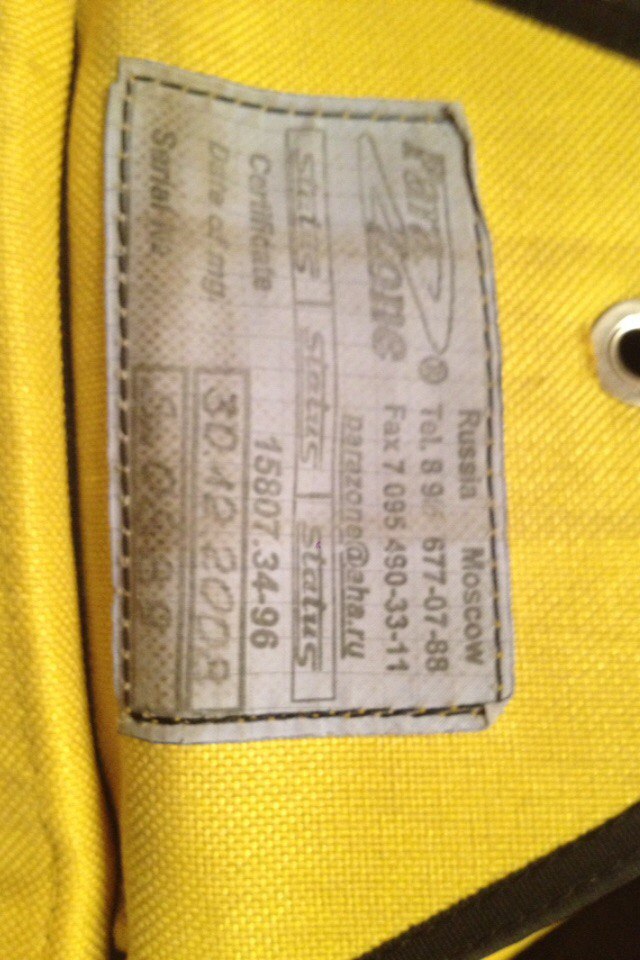 Para Zone ®
Russia Moscow
Tel. 677-07-88
Fax 7 095 490-33-11
parazone@aha.ru
Status Status Status
Certificate 15807.34-96
Date of mfg. 30.12.2008
Serial no.